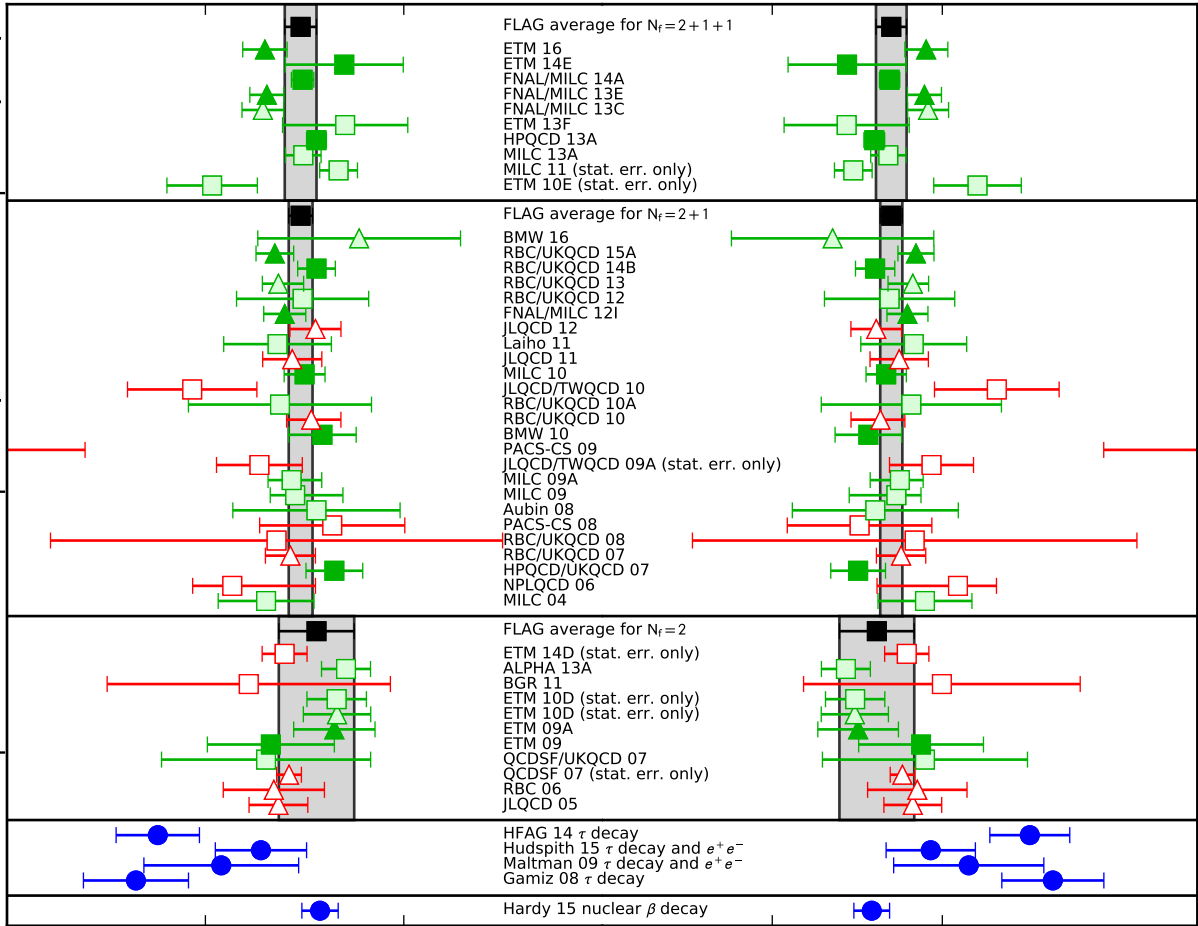 FLAG average for N_f=2+1+1
ETM 16
ETM 14E
FNAL/MILC 14A
FNAL/MILC 13E
FNAL/MILC 13C
ETM 13F
HPQCD 13A
MILC 13A
MILC 11 (stat. err. only)
ETM 10E (stat. err. only)
FLAG average for N_f=2+1
BMW 16
RBC/UKQCD 15A
RBC/UKQCD 14B
RBC/UKQCD 13
RBC/UKQCD 12
FNAL/MILC 12I
JLQCD 12
Laiho 11
JLQCD 11
MILC 10
JLQCD/TWQCD 10
RBC/UKQCD 10A
RBC/UKQCD 10
BMW 10
PACS-CS 09
JLQCD/TWQCD 09A (stat. err. only)
MILC 09A
MILC 09
Aubin 08
PACS-CS 08
RBC/UKQCD 08
RBC/UKQCD 07
HPQCD/UKQCD 07
NPLQCD 06
MILC 04
FLAG average for N_f=2
ETM 14D (stat. err. only)
ALPHA 13A
BGR 11
ETM 10D (stat. err. only)
ETM 10D (stat. err. only)
ETM 09A
ETM 09
QCDSF/UKQCD 07
QCDSF 07 (stat. err. only)
RBC 06
JLQCD 05
HFAG 14 τ decay
Hudspith 15 τ decay and e⁺e⁻
Maltman 09 τ decay and e⁺e⁻
Gamiz 08 τ decay
Hardy 15 nuclear β decay